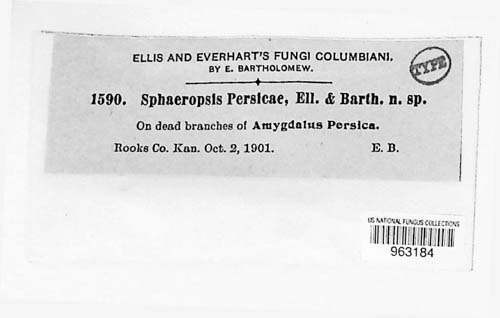 ELLIS AND EVERHART'S FUNGI COLUMBIANI.
BY E. BARTHOLOMEW.
TYPE
1590. Sphaeropsis Persicae, Ell. & Barth. n. sp.
On dead branches of Amygdalus Persica.
Rooks Co. Kan. Oct. 2, 1901. E. B.
US NATIONAL FUNGUS COLLECTIONS
963184